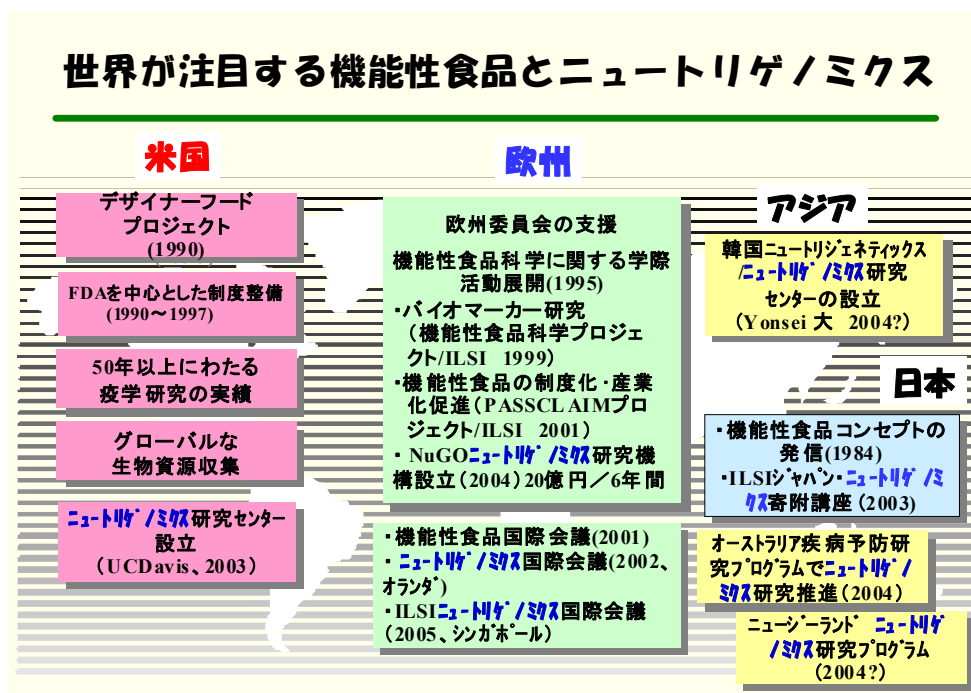 世界が注目する機能性食品とニュートリゲノミクス
米国
デザイナーフード
プロジェクト
(1990)
FDAを中心とした制度整備
(1990～1997)
50年以上にわたる
疫学研究の実績
グローバルな
生物資源収集
ニュートリゲノミクス研究センター
設立
(UCDavis、2003)
欧州
欧州委員会の支援
機能性食品科学に関する学際
活動展開(1995)
・バイオマーカー研究
(機能性食品科学プロジェ
クト/ILSI 1999)
・機能性食品の制度化・産業
化促進(PASSCLAIMプロ
ジェクト/ILSI 2001)
・NuGOニュートリゲノミクス研究機
構設立(2004)20億円／6年間
・機能性食品国際会議(2001)
・ニュートリゲノミクス国際会議(2002、
オランダ)
・ILSIニュートリゲノミクス国際会議
(2005、シンガポール)
アジア
韓国ニュートリジェネティックス
/ニュートリゲノミクス研究
センターの設立
(Yonsei大 2004?)
日本
・機能性食品コンセプトの
発信(1984)
・ILSIジャパン・ニュートリゲノミ
クス寄附講座(2003)
オーストラリア疾病予防研
究プログラムでニュートリゲノ
ミクス研究推進(2004)
ニュージーランド ニュートリゲ
ノミクス研究プログラム
(2004?)